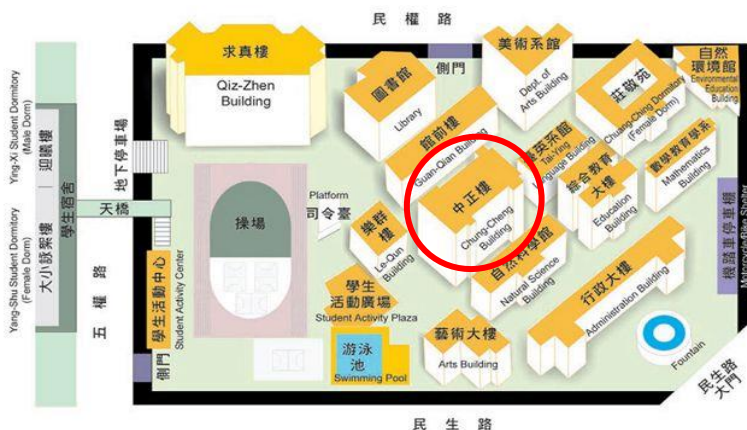 民權路
求真樓
Qiz-Zhen
Building
圖書館
Library
側門
美術系館
Dept. of
Arts Building
莊敬苑
Chuang-Ching Dormitory
(Female Dorm)
自然
環境館
Environmental
Education
Building
館前樓
Guan-Qian Building
Tai-Ying
Language Building
綜合教育
大樓
Education
Building
數學教育學系
Mathematics
Building
中正樓
Chung-Cheng
Building
Ying-Xi Student Dormitory
(Male Dorm)
迎曦樓
學生宿舍
大小詠絮樓
Yang-Shu Student Dormitory
(Female Dorm)
地下停車場
天橋
五權路
操場
Platform
司令臺
樂群樓
Le-Qun
Building
自然科學館
Natural Science
Building
行政大樓
Administration Building
機踏車停車棚
學生活動中心
Student Activity Center
側門
學生
活動廣場
Student Activity Plaza
游泳池
Swimming Pool
藝術大樓
Arts Building
Fountain
民生路
大門
民生路